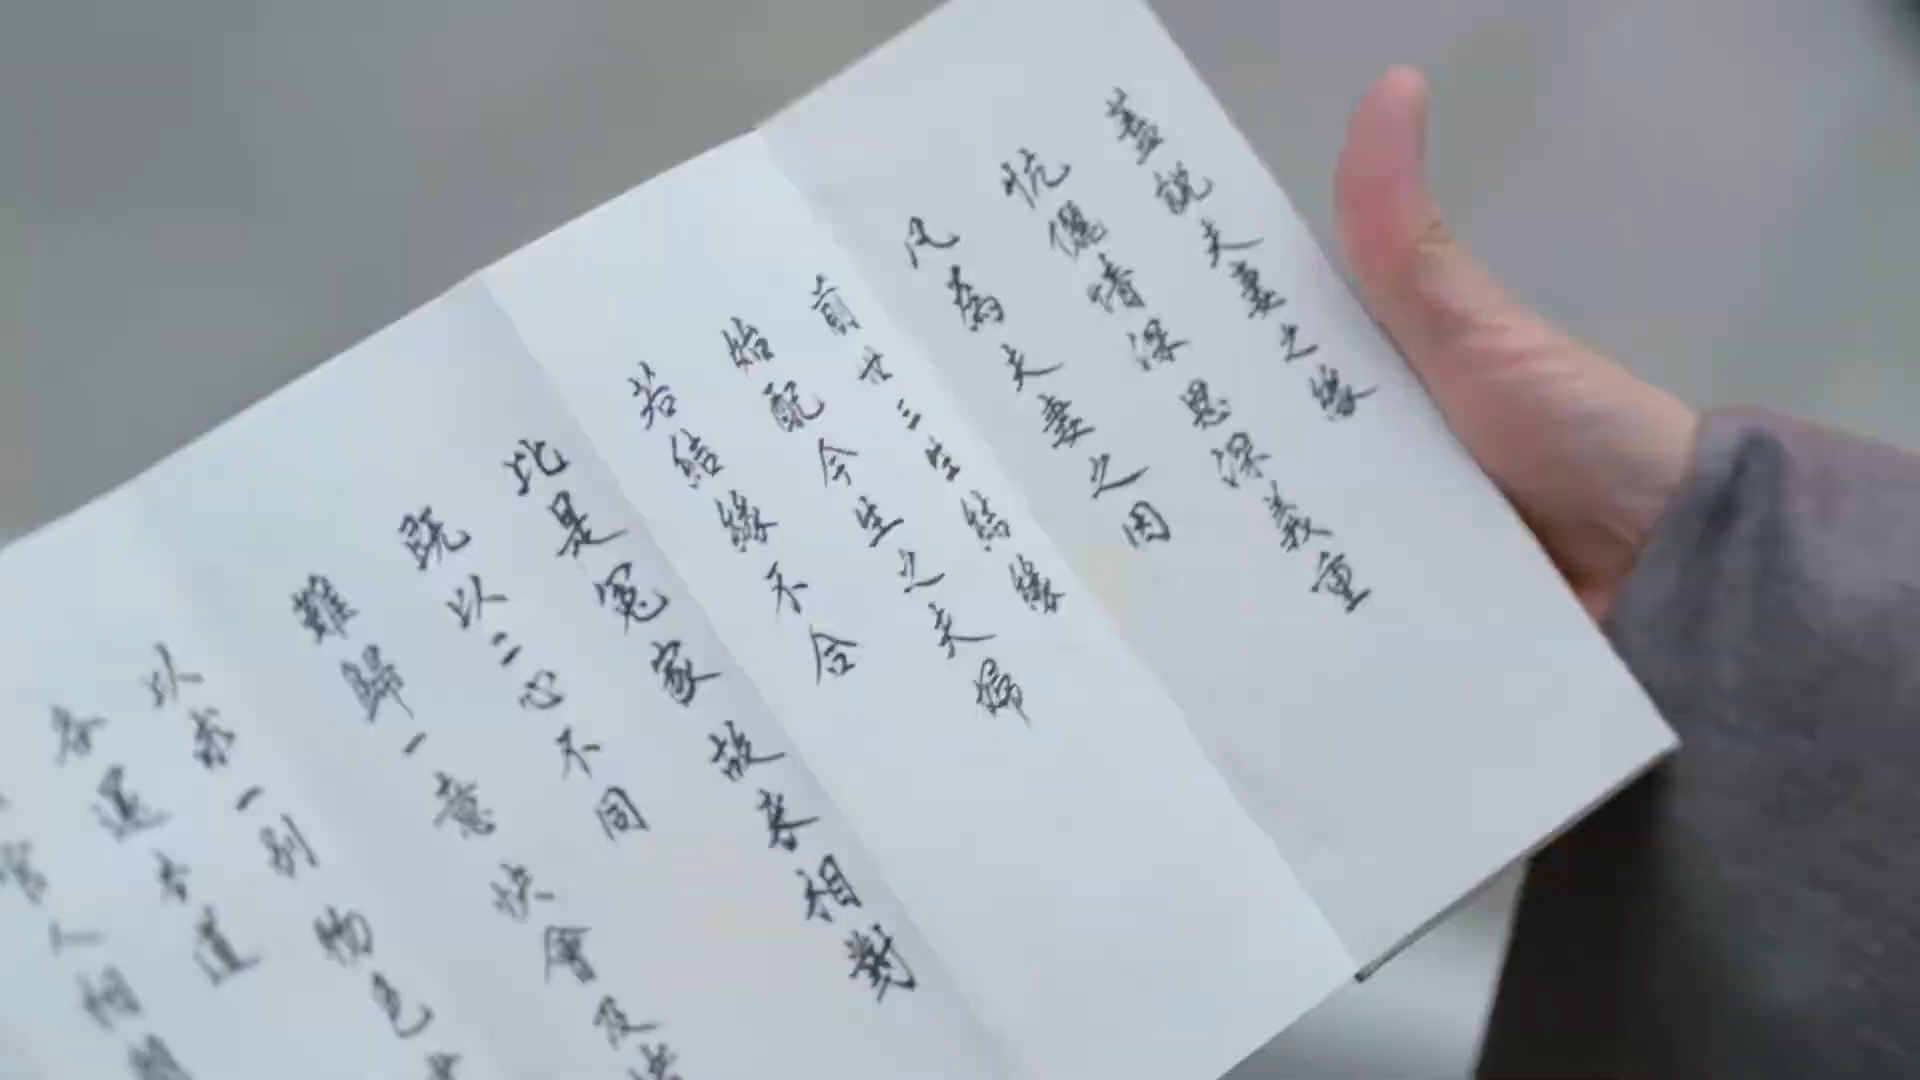 蓋說夫妻之緣
伉儷情深恩深義重
凡為夫妻之因
前世三生結緣
始配今生之夫婦
若結緣不合
比是冤家故來相對
既以二心不同
難歸一意快會及
以求一別物色
各還本道